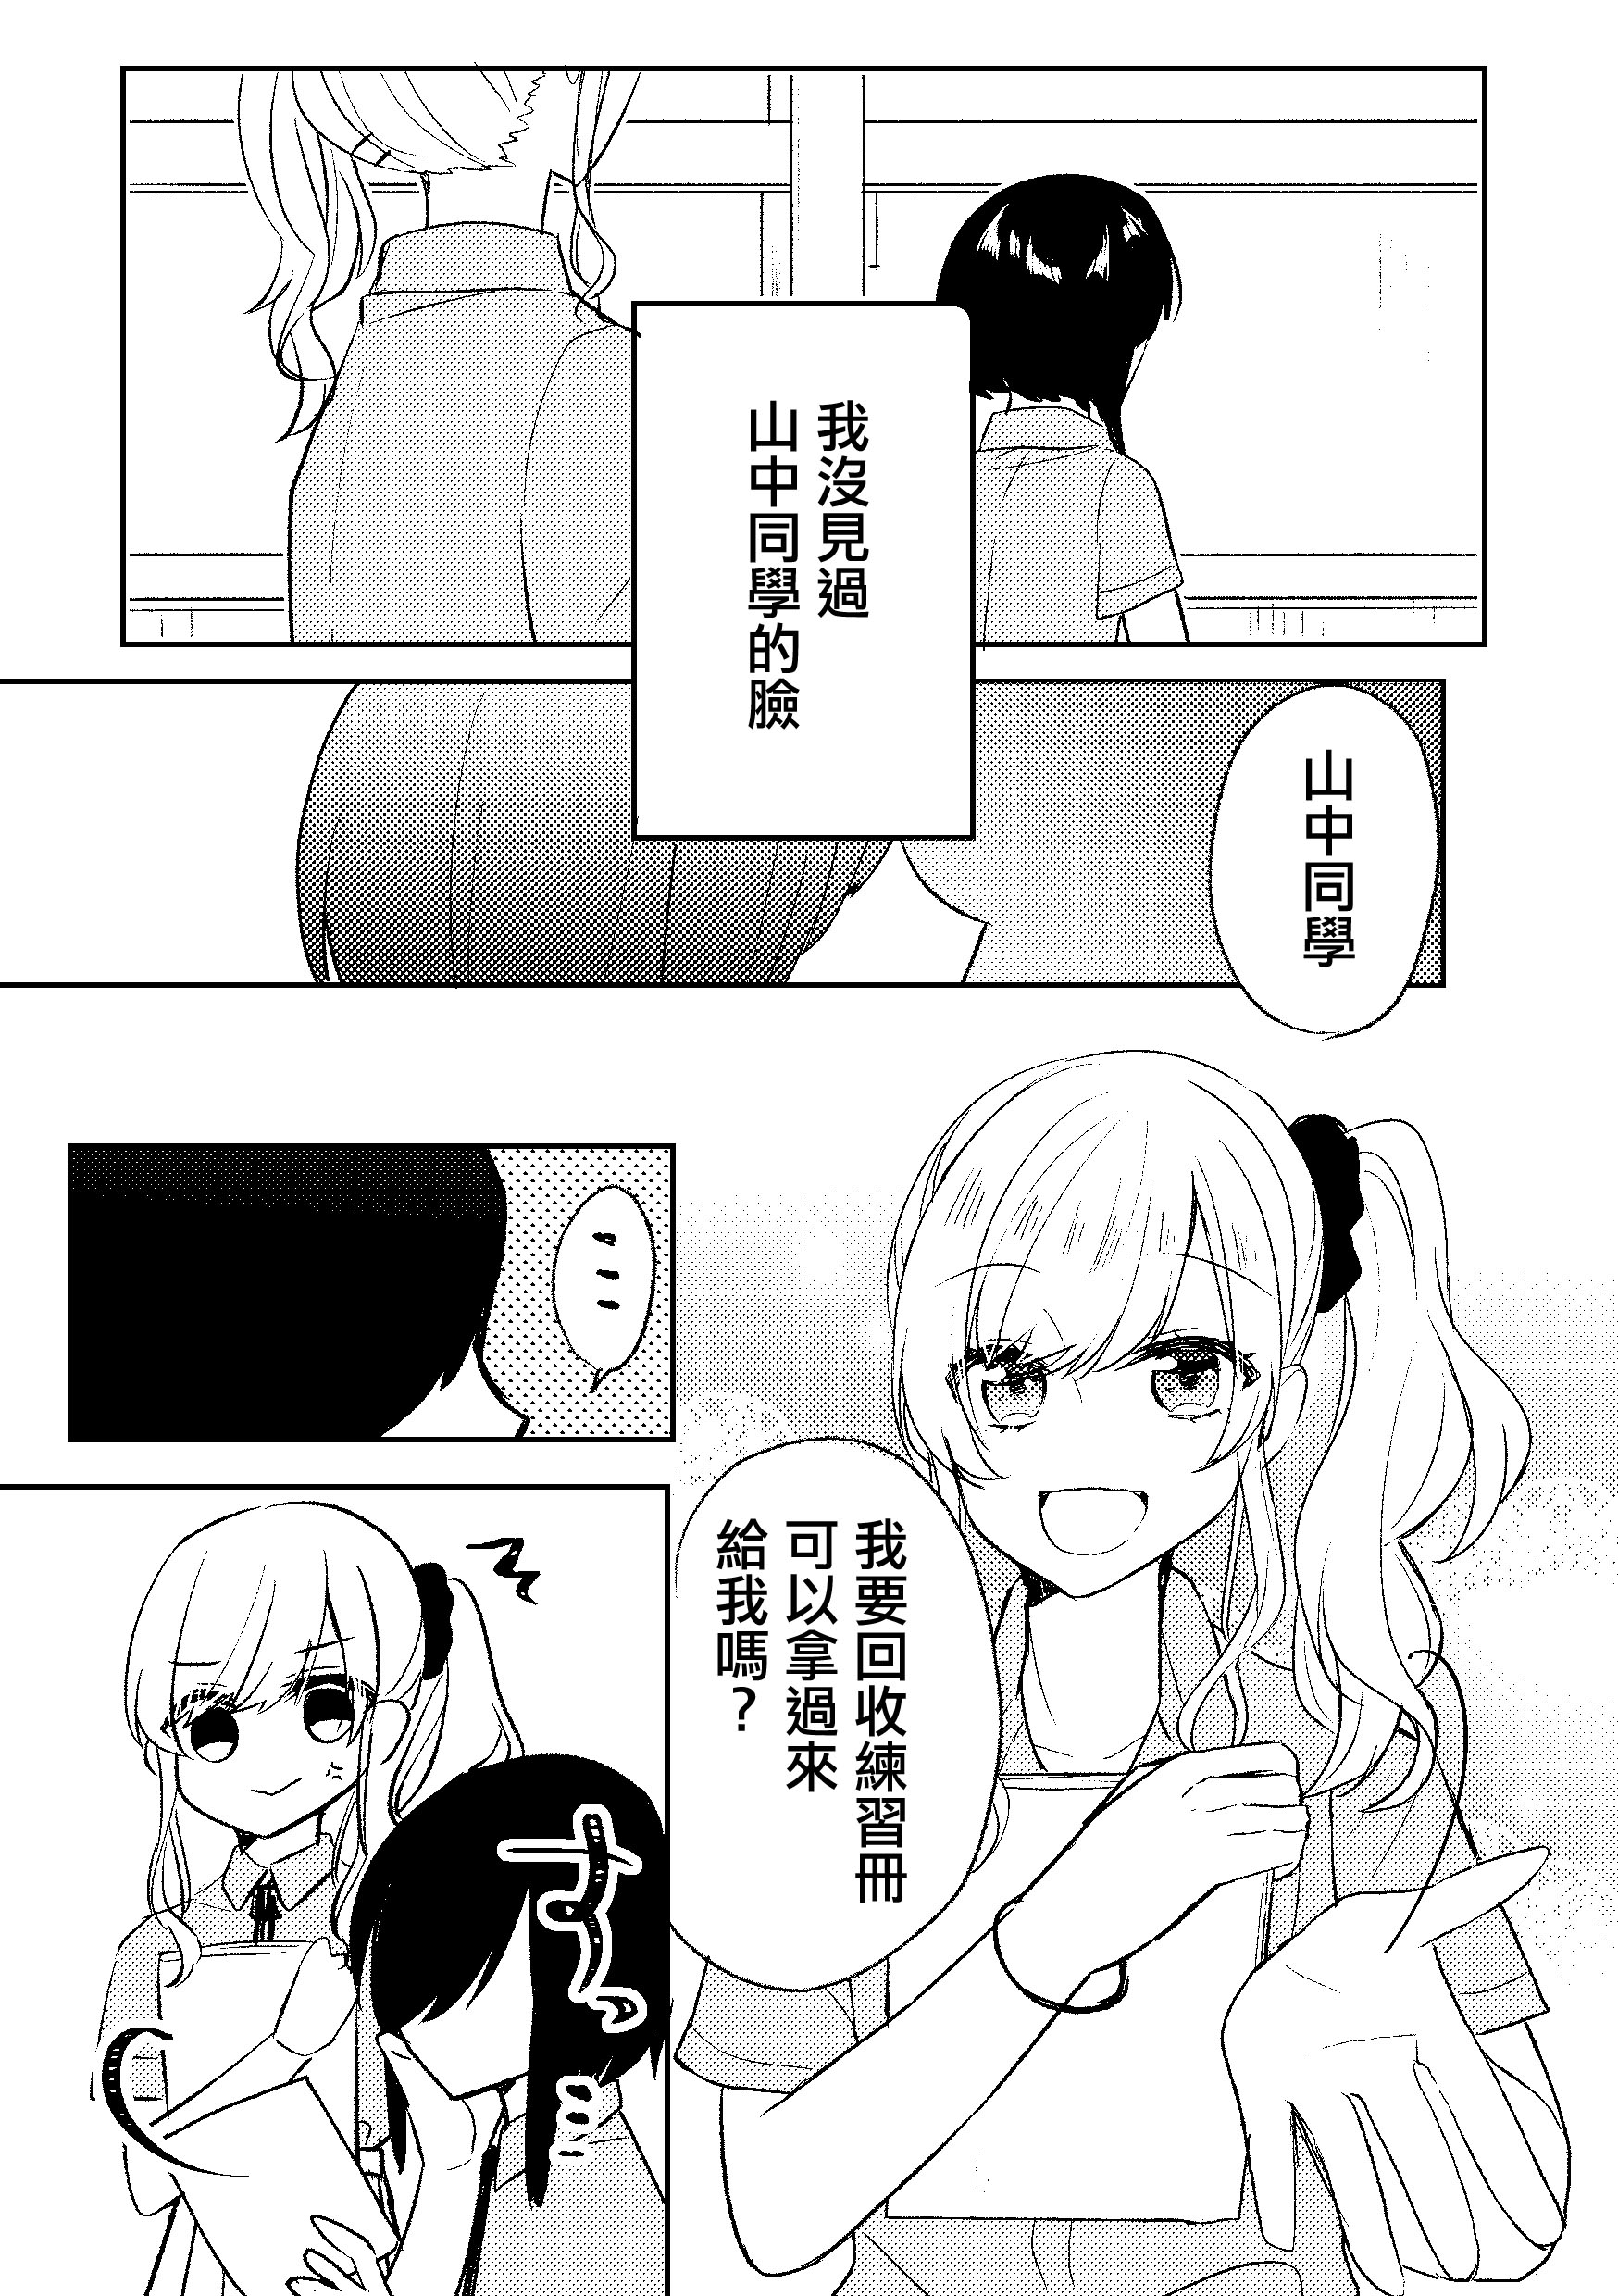 我沒見過
山中同學的臉
山中同學
我要回收練習冊
可以拿過來
給我嗎？